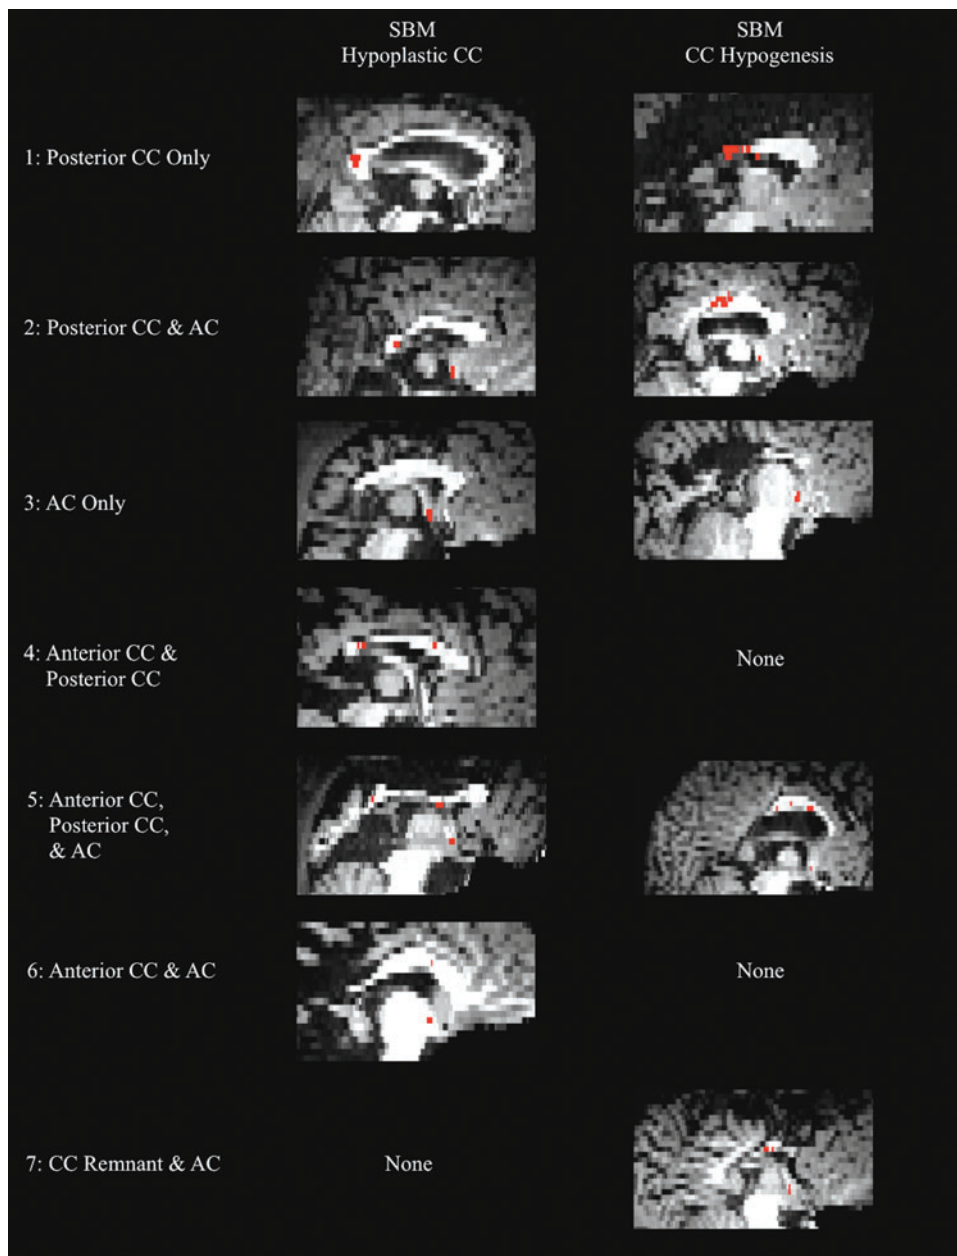 SBM
Hypoplastic CC
SBM
CC Hypogenesis
1: Posterior CC Only
2: Posterior CC & AC
3: AC Only
4: Anterior CC &
Posterior CC
None
5: Anterior CC,
Posterior CC,
& AC
6: Anterior CC & AC
None
7: CC Remnant & AC
None